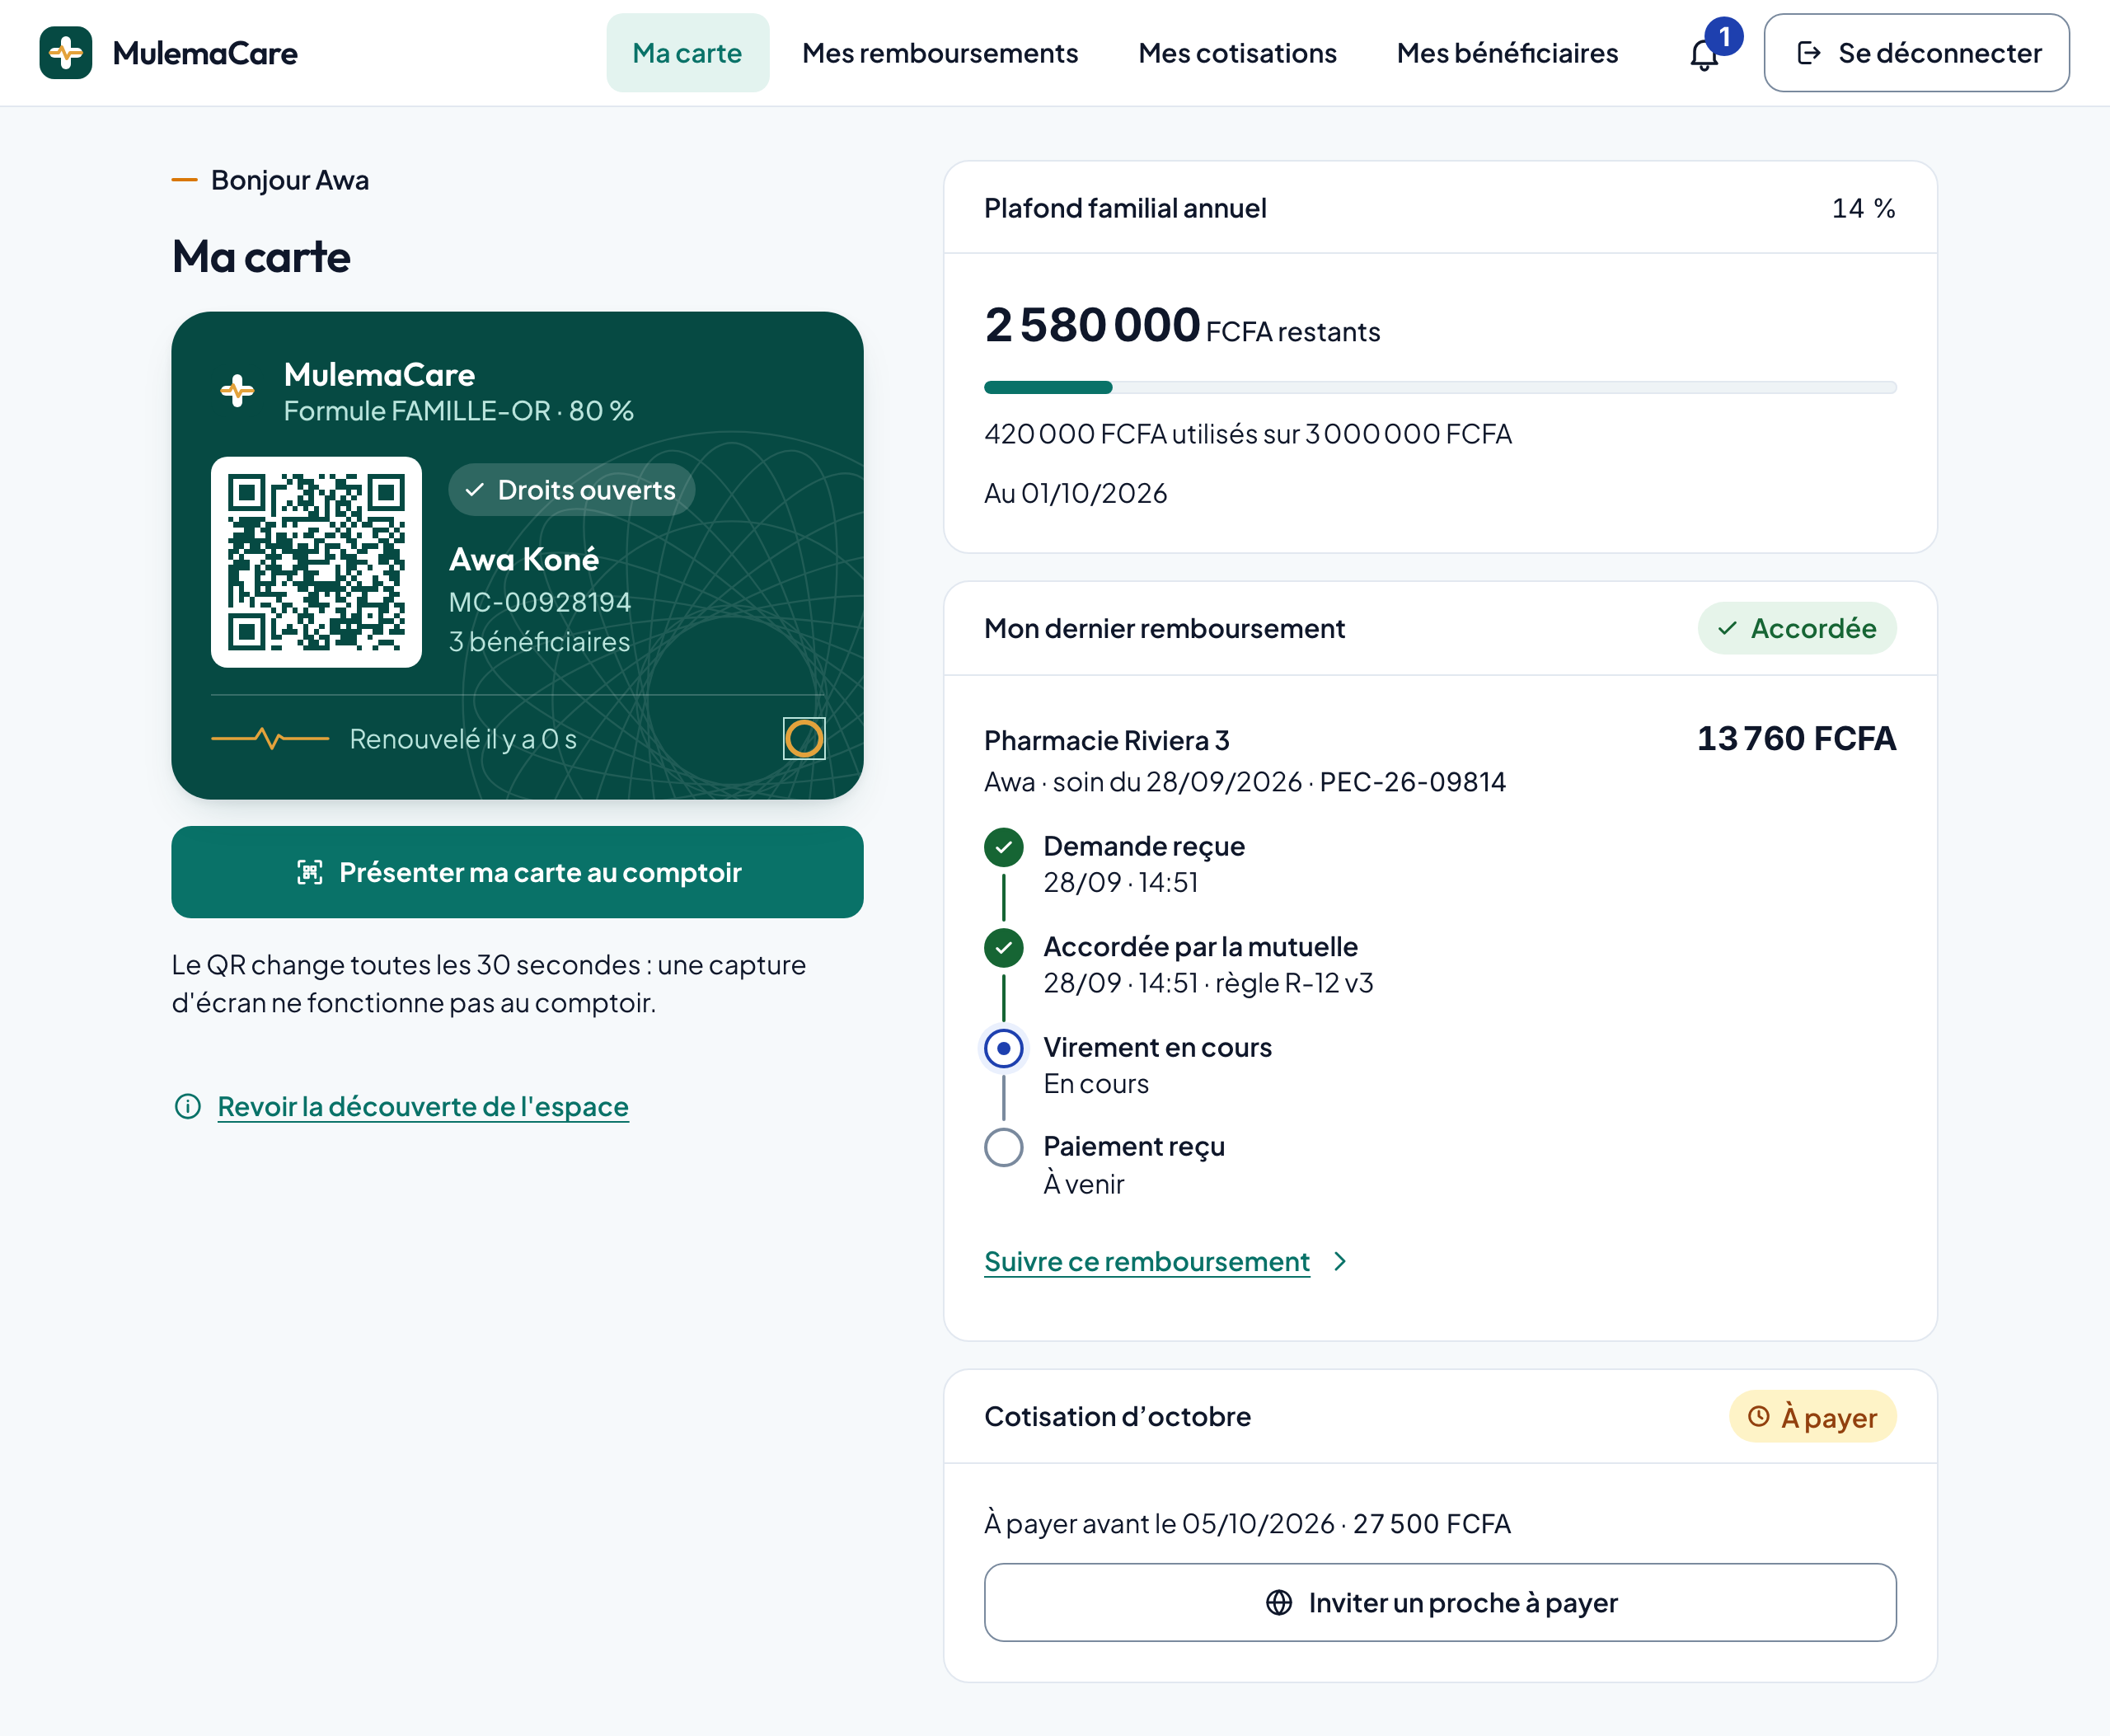 MulemaCare
Ma carte
Mes remboursements
Mes cotisations
Mes bénéficiaires
1
Se déconnecter
Bonjour Awa
Ma carte
MulemaCare
Formule FAMILLE-OR · 80 %
Droits ouverts
Awa Koné
MC-00928194
3 bénéficiaires
Renouvelé il y a 0 s
Présenter ma carte au comptoir
Le QR change toutes les 30 secondes : une capture
d'écran ne fonctionne pas au comptoir.
Revoir la découverte de l'espace
Plafond familial annuel
14 %
2 580 000 FCFA restants
420 000 FCFA utilisés sur 3 000 000 FCFA
Au 01/10/2026
Mon dernier remboursement
Accordée
Pharmacie Riviera 3
13 760 FCFA
Awa · soin du 28/09/2026 · PEC-26-09814
Demande reçue
28/09 · 14:51
Accordée par la mutuelle
28/09 · 14:51 · règle R-12 v3
Virement en cours
En cours
Paiement reçu
À venir
Suivre ce remboursement
Cotisation d’octobre
À payer
À payer avant le 05/10/2026 · 27 500 FCFA
Inviter un proche à payer